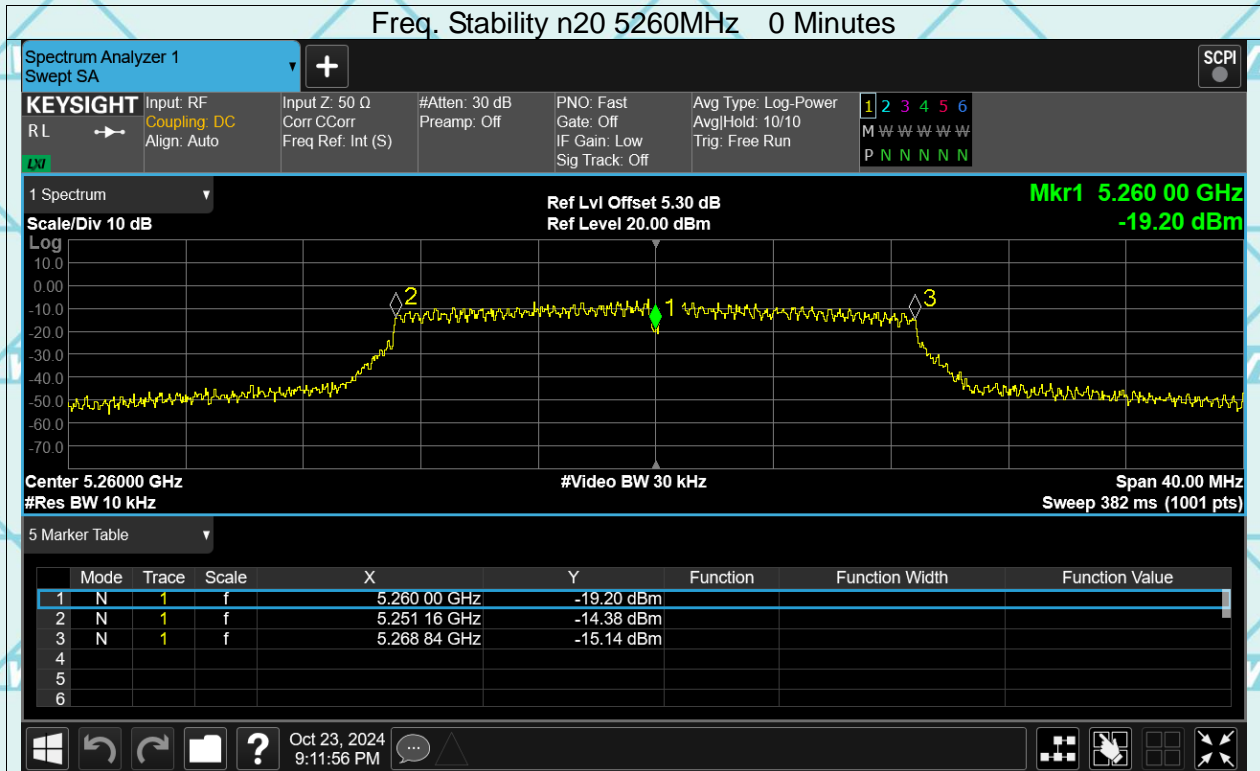 Freq. Stability n20 5260MHz 0 Minutes
Spectrum Analyzer 1
Swept SA
+
SCPI
KEYSIGHT
R L
LXI
Input: RF
Coupling: DC
Align: Auto
Input Z: 50 Ω
Corr CCorr
Freq Ref: Int (S)
#Atten: 30 dB
Preamp: Off
PNO: Fast
Gate: Off
IF Gain: Low
Sig Track: Off
Avg Type: Log-Power
Avg|Hold: 10/10
Trig: Free Run
1 2 3 4 5 6
M W W W W W
P N N N N N
1 Spectrum
Scale/Div 10 dB
Ref Lvl Offset 5.30 dB
Ref Level 20.00 dBm
Mkr1 5.260 00 GHz
-19.20 dBm
Log
10.0
0.00
-10.0
-20.0
-30.0
-40.0
-50.0
-60.0
-70.0
2
1
3
Center 5.26000 GHz
#Video BW 30 kHz
Span 40.00 MHz
#Res BW 10 kHz
Sweep 382 ms (1001 pts)
5 Marker Table
Mode Trace Scale X Y Function Function Width Function Value
1 N 1 f 5.260 00 GHz -19.20 dBm
2 N 1 f 5.251 16 GHz -14.38 dBm
3 N 1 f 5.268 84 GHz -15.14 dBm
4
5
6
?
Oct 23, 2024
9:11:56 PM